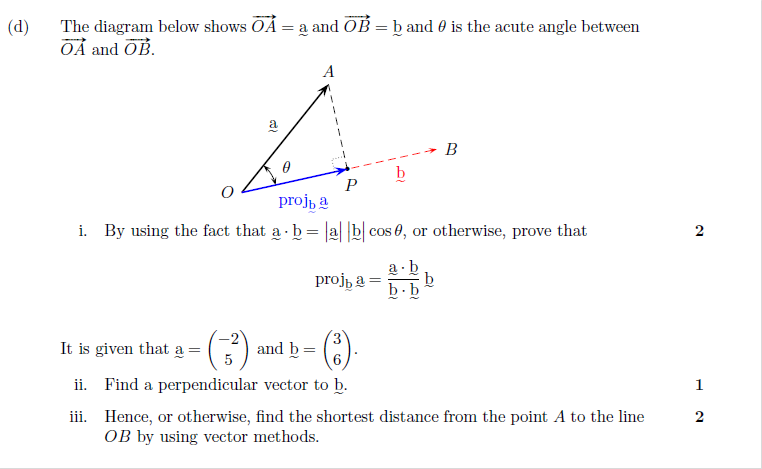 (d) The diagram below shows $\overrightarrow{OA} = \underset{\sim}{a}$ and $\overrightarrow{OB} = \underset{\sim}{b}$ and θ is the acute angle between
$\overrightarrow{OA}$ and $\overrightarrow{OB}$.
A
$\underset{\sim}{a}$
B
θ
$\underset{\sim}{b}$
P
O
$\text{proj}_{\underset{\sim}{b}}\, \underset{\sim}{a}$
i. By using the fact that $\underset{\sim}{a} \cdot \underset{\sim}{b} = |\underset{\sim}{a}|\,|\underset{\sim}{b}| \cos θ$, or otherwise, prove that 2
$\text{proj}_{\underset{\sim}{b}}\, \underset{\sim}{a} = \frac{\underset{\sim}{a} \cdot \underset{\sim}{b}}{\underset{\sim}{b} \cdot \underset{\sim}{b}}\, \underset{\sim}{b}$
It is given that $\underset{\sim}{a} = \begin{pmatrix} -2 \\ 5 \end{pmatrix}$ and $\underset{\sim}{b} = \begin{pmatrix} 3 \\ 6 \end{pmatrix}$.
ii. Find a perpendicular vector to $\underset{\sim}{b}$. 1
iii. Hence, or otherwise, find the shortest distance from the point A to the line 2
OB by using vector methods.